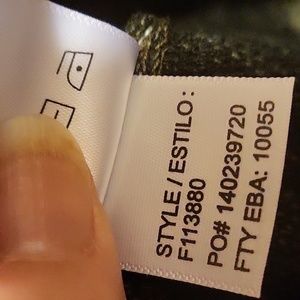 STYLE / ESTILO :
F113880
PO# 140239720
FTY EBA: 10055